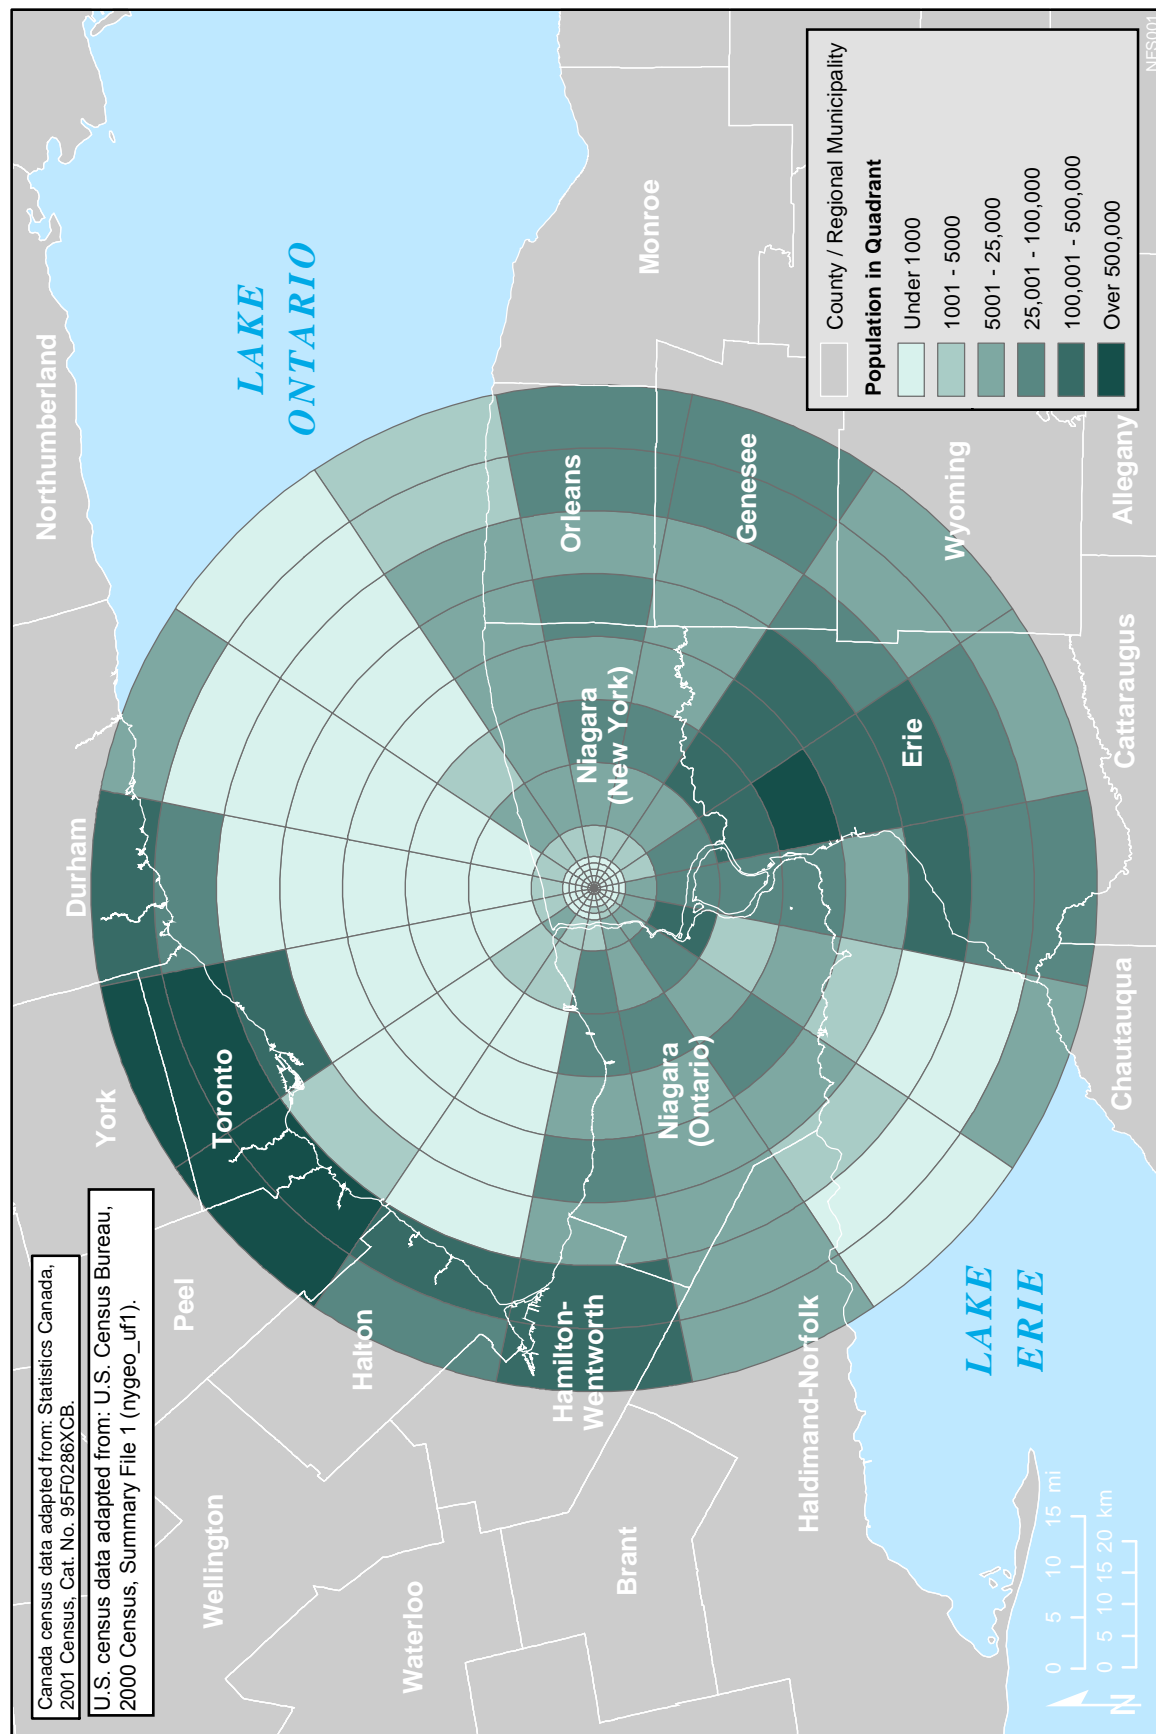 Canada census data adapted from: Statistics Canada,
2001 Census, Cat. No. 95F0286XCB.
U.S. census data adapted from: U.S. Census Bureau,
2000 Census, Summary File 1 (nygeo_uf1).
Northumberland
Durham
York
Peel
Toronto
Wellington
Halton
Waterloo
Hamilton-
Wentworth
Brant
Haldimand-Norfolk
LAKE
ONTARIO
Niagara
(Ontario)
Niagara
(New York)
Orleans
Monroe
Genesee
Erie
Wyoming
Allegany
Cattaraugus
Chautauqua
LAKE
ERIE
County / Regional Municipality
Population in Quadrant
Under 1000
1001 - 5000
5001 - 25,000
25,001 - 100,000
100,001 - 500,000
Over 500,000
NFS001
N
0 5 10 15 mi
0 5 10 15 20 km